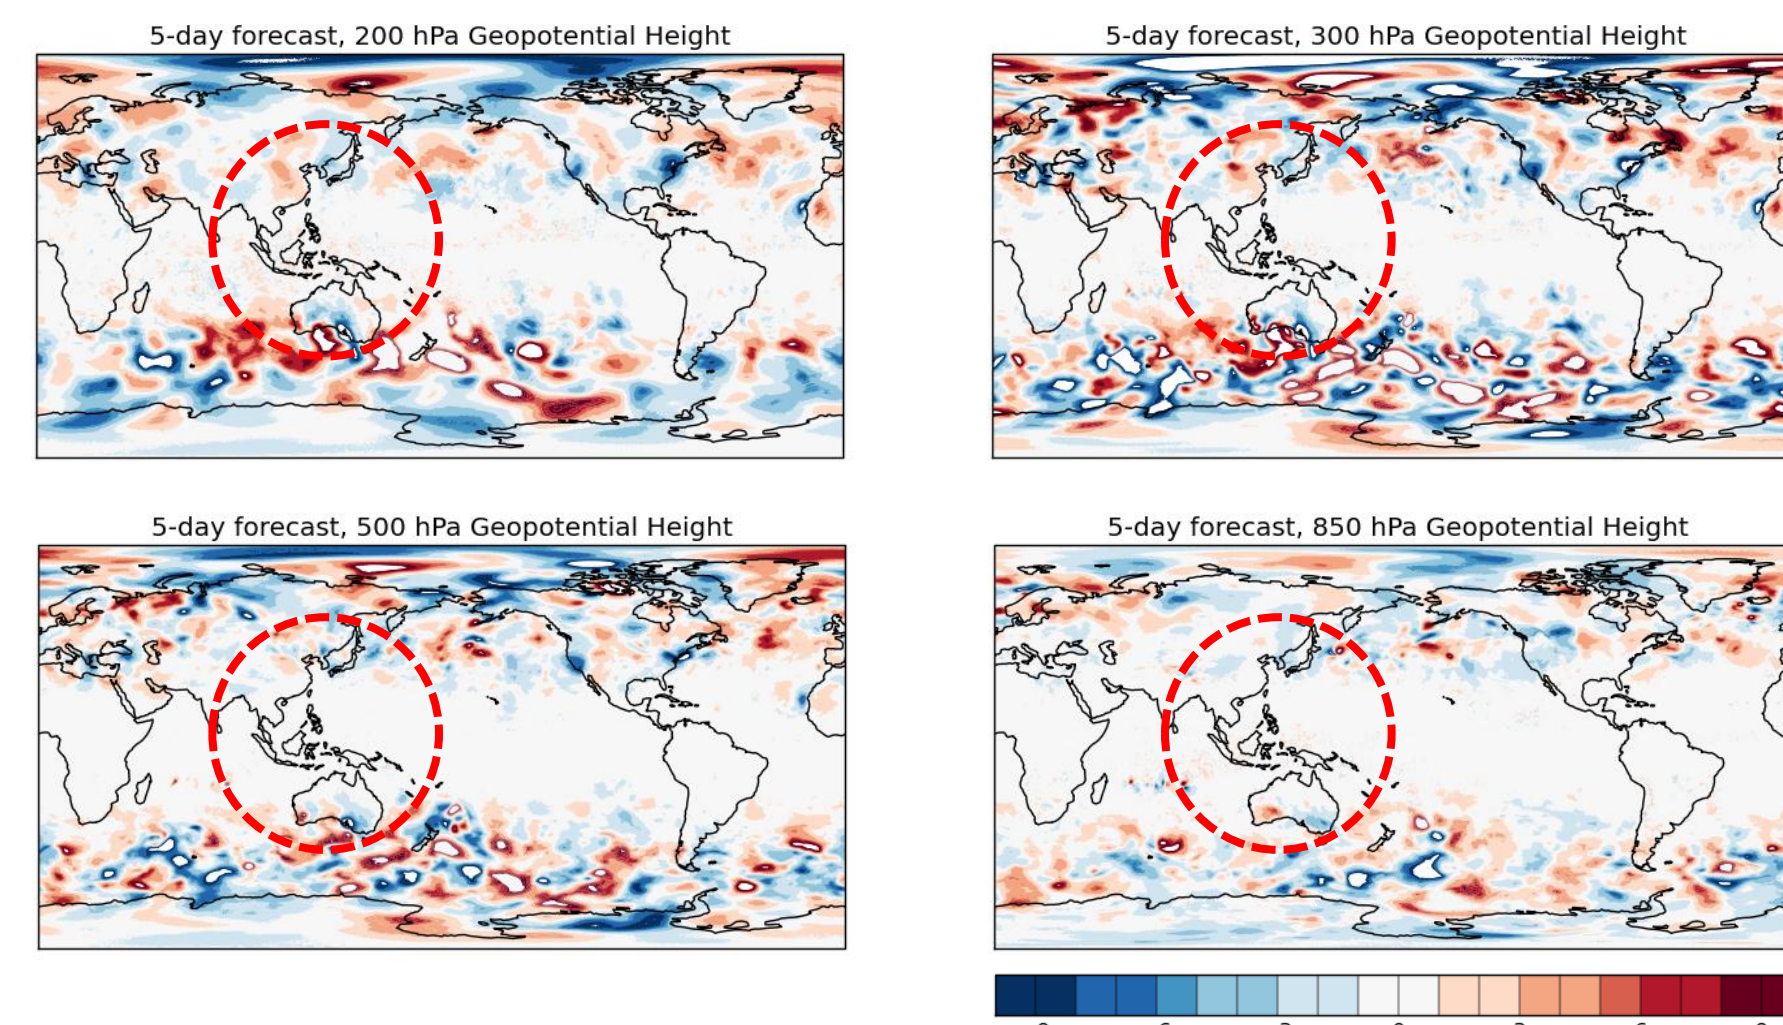 5-day forecast, 200 hPa Geopotential Height
5-day forecast, 300 hPa Geopotential Height
5-day forecast, 500 hPa Geopotential Height
5-day forecast, 850 hPa Geopotential Height